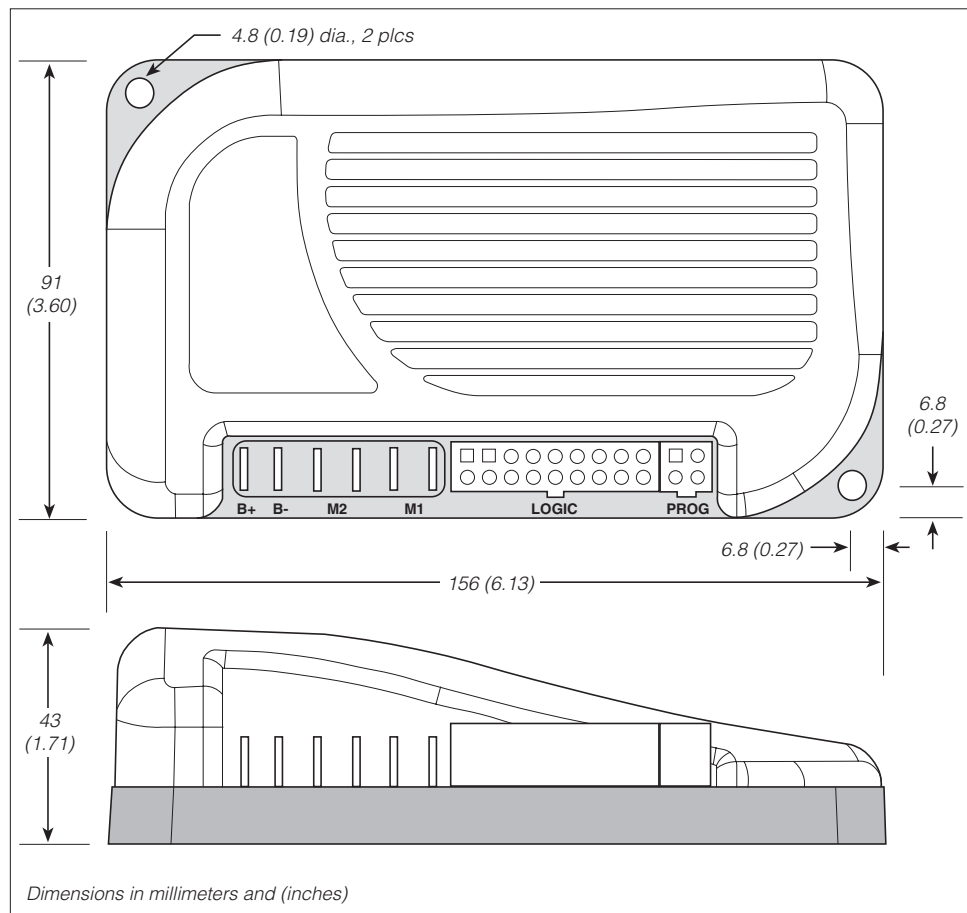 4.8 (0.19) dia., 2 plcs
91
(3.60)
6.8
(0.27)
B+ B- M2 M1 LOGIC PROG
6.8 (0.27)
156 (6.13)
43
(1.71)
Dimensions in millimeters and (inches)